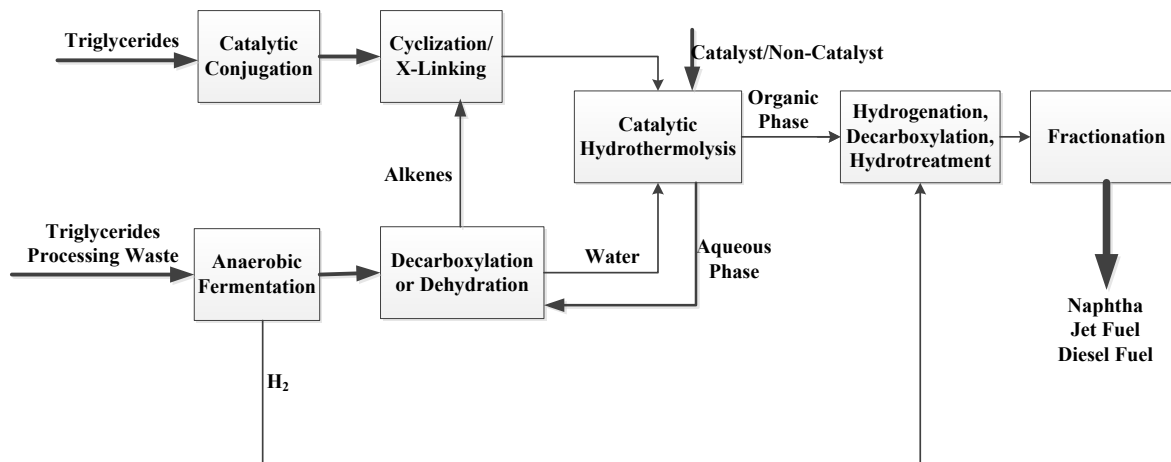 Triglycerides
Catalytic
Conjugation
Cyclization/
X-Linking
Catalyst/Non-Catalyst
Catalytic
Hydrothermolysis
Organic
Phase
Hydrogenation,
Decarboxylation,
Hydrotreatment
Fractionation
Alkenes
Triglycerides
Processing Waste
Anaerobic
Fermentation
Decarboxylation
or Dehydration
Water
Aqueous
Phase
Naphtha
Jet Fuel
Diesel Fuel
H₂